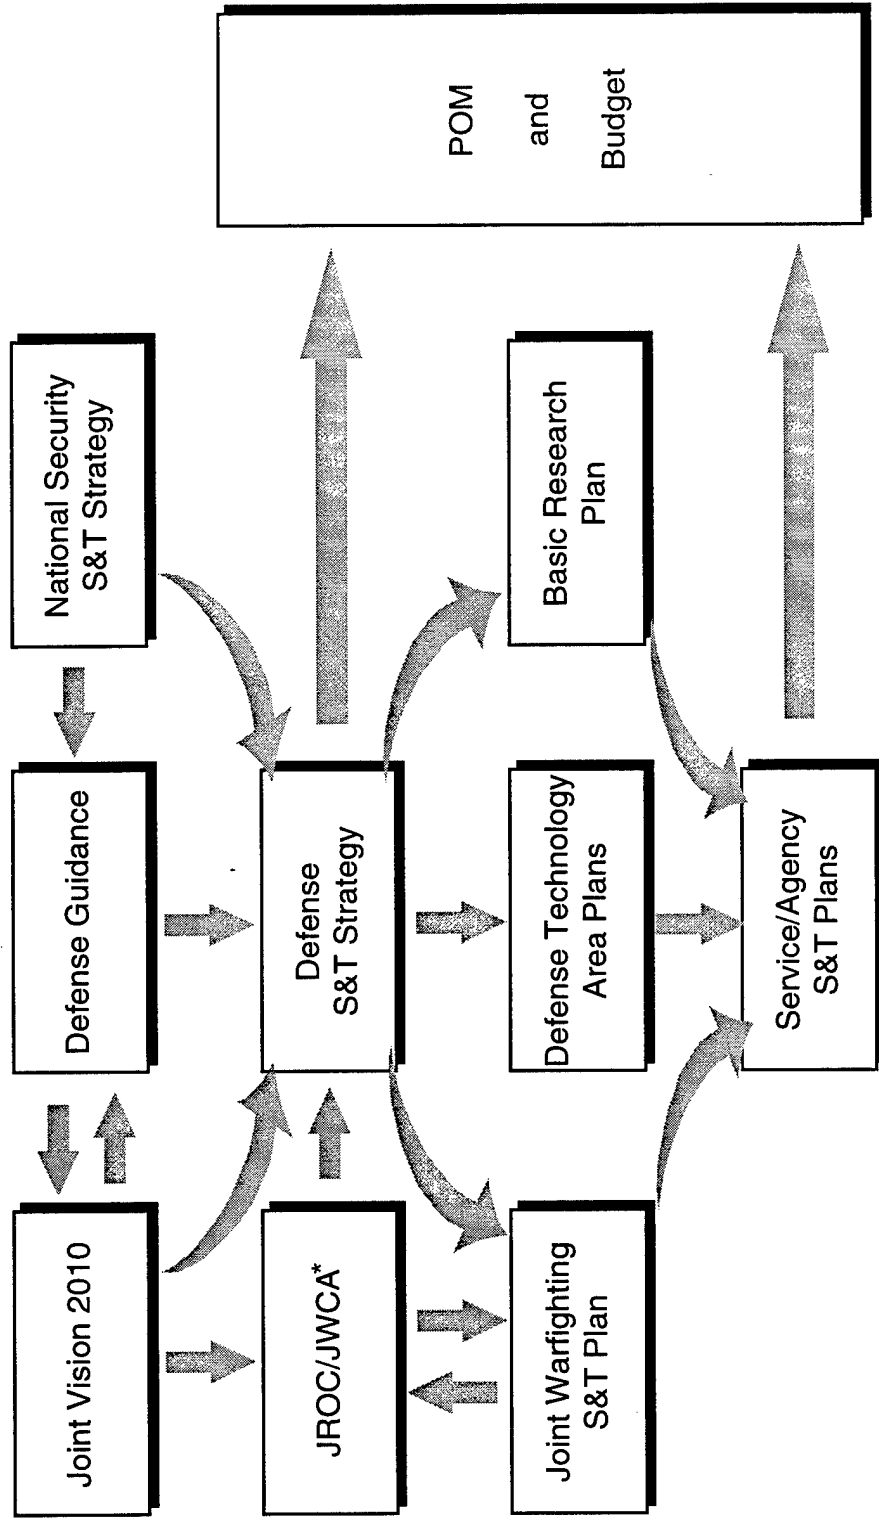 Joint Vision 2010
Defense Guidance
National Security
S&T Strategy
JROC/JWCA*
Defense
S&T Strategy
Joint Warfighting
S&T Plan
Defense Technology
Area Plans
Basic Research
Plan
Service/Agency
S&T Plans
POM
and
Budget